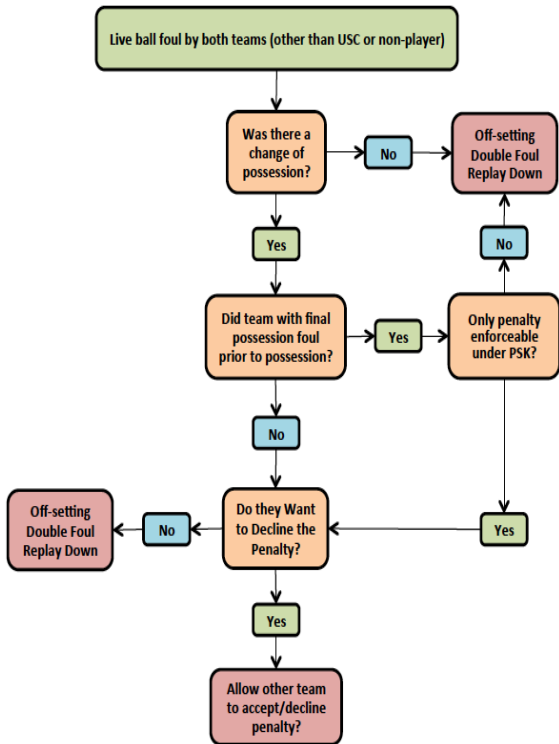 Live ball foul by both teams (other than USC or non-player)
Was there a
change of
possession?
No
Off-setting
Double Foul
Replay Down
Yes
No
Did team with final
possession foul
prior to possession?
Yes
Only penalty
enforceable
under PSK?
No
Off-setting
Double Foul
Replay Down
No
Do they Want
to Decline the
Penalty?
Yes
Yes
Allow other team
to accept/decline
penalty?